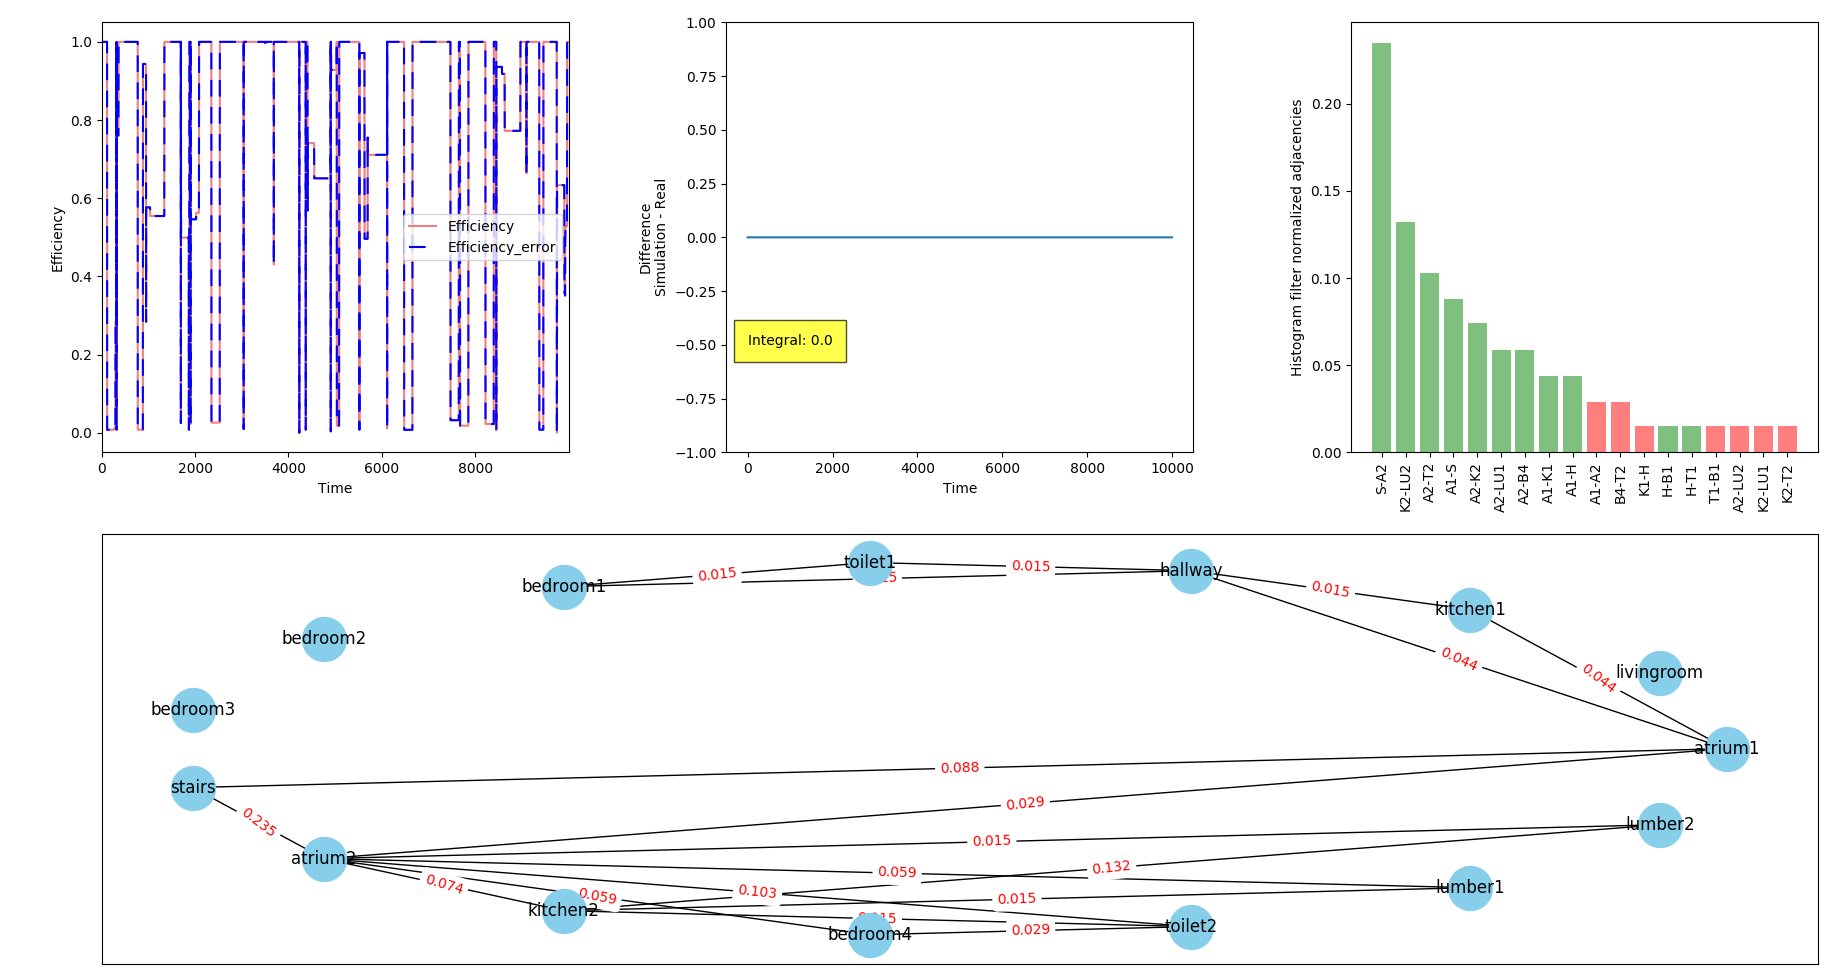 Efficiency
1.0
0.8
0.6
0.4
0.2
0.0
0
2000
4000
6000
8000
Time
Efficiency
Efficiency_error
Difference
Simulation - Real
1.00
0.75
0.50
0.25
0.00
−0.25
−0.50
−0.75
−1.00
Integral: 0.0
0
2000
4000
6000
8000
10000
Time
Histogram filter normalized adjacencies
0.20
0.15
0.10
0.05
0.00
S-A2
K2-LU2
A2-T2
A1-S
A2-K2
A2-LU1
A2-B4
A1-K1
A1-H
A1-A2
B4-T2
K1-H
H-B1
H-T1
T1-B1
A2-LU2
K2-LU1
K2-T2
toilet1
hallway
bedroom1
0.015
0.015
0.015
kitchen1
bedroom2
0.044
0.044
livingroom
bedroom3
atrium1
stairs
0.088
0.029
0.235
0.015
lumber2
atrium2
0.074
0.059
0.103
0.059
0.132
0.015
lumber1
kitchen2
bedroom4
0.029
toilet2